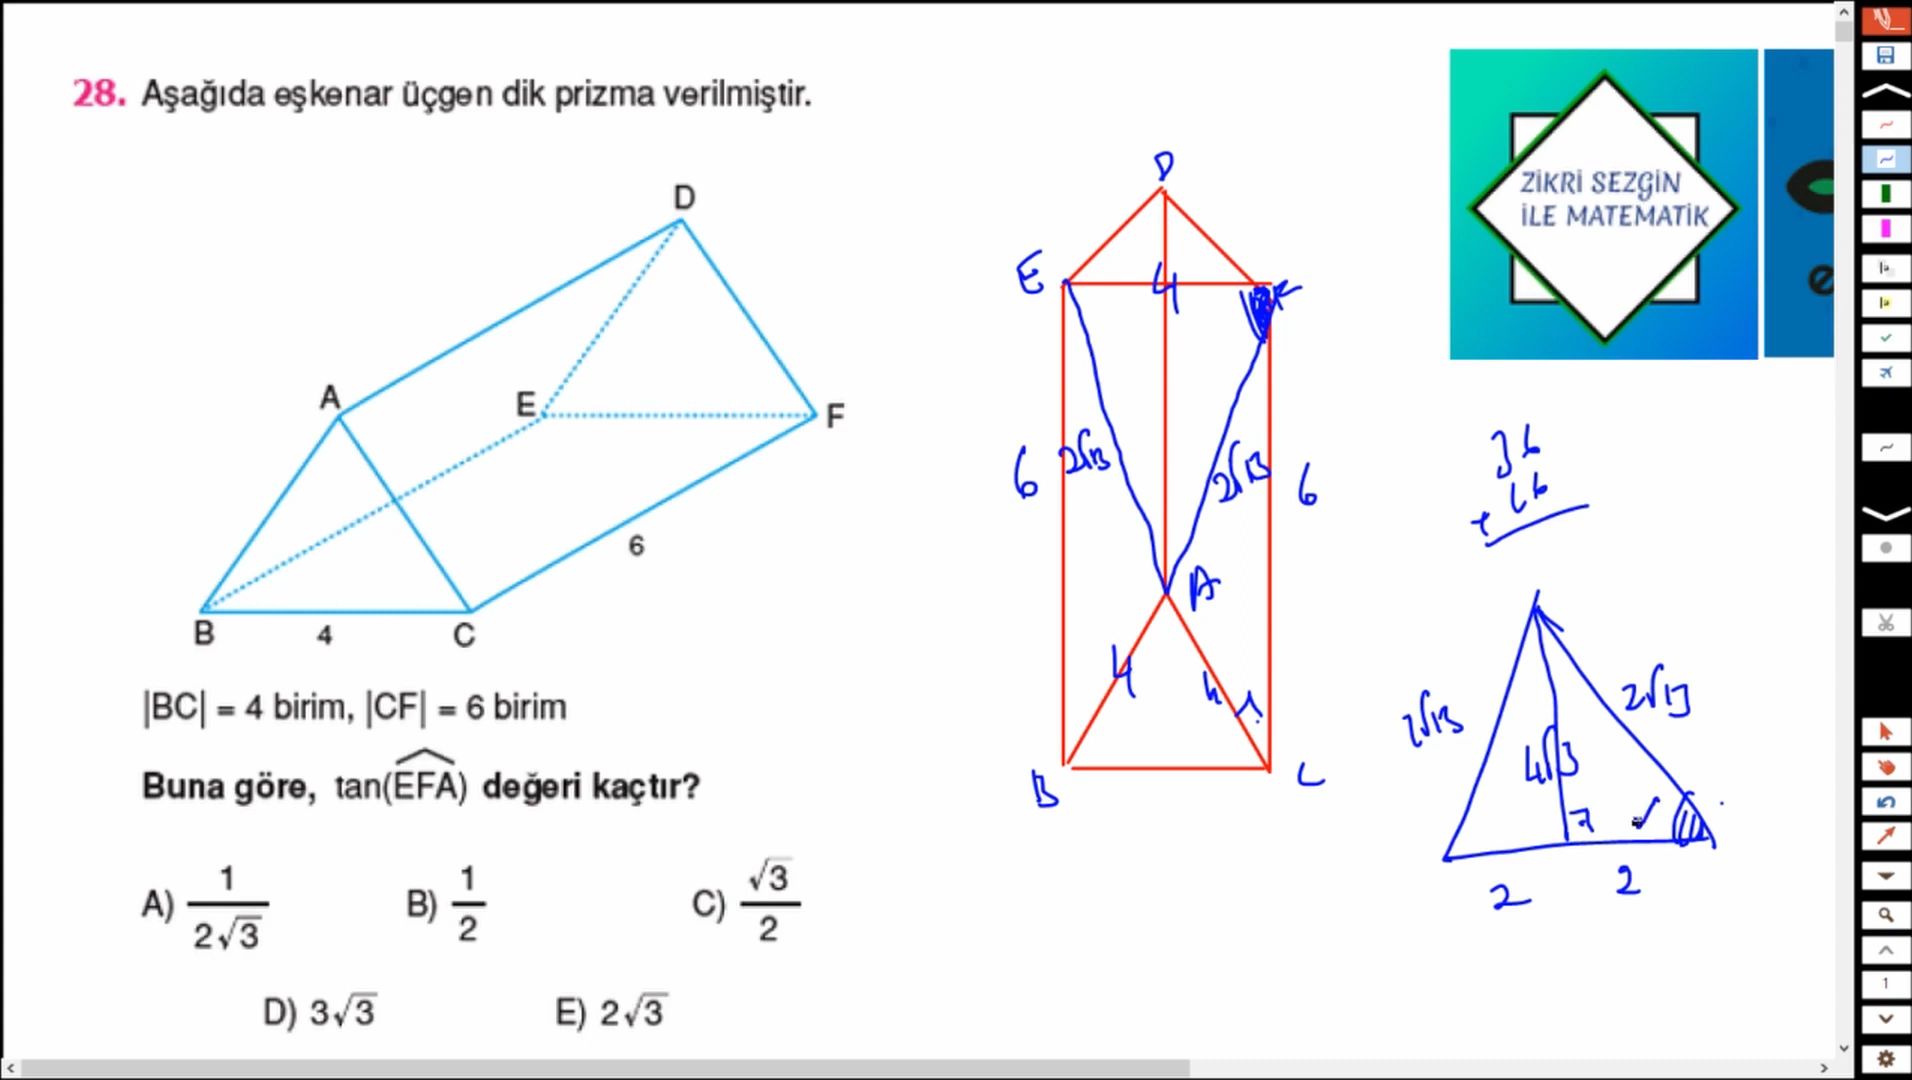 28. Aşağıda eşkenar üçgen dik prizma verilmiştir.
D
A
E
F
6
B
4
C
|BC| = 4 birim, |CF| = 6 birim
Buna göre, tan(EFA) değeri kaçtır?
A) 1/(2√3)
B) 1/2
C) √3/2
D) 3√3
E) 2√3
D
E
4
6
2√13
2√13
6
A
4
4
B
C
ZİKRİ SEZGİN
İLE MATEMATİK
36
+ 16
2√13
2√13
4√3
2
2
1